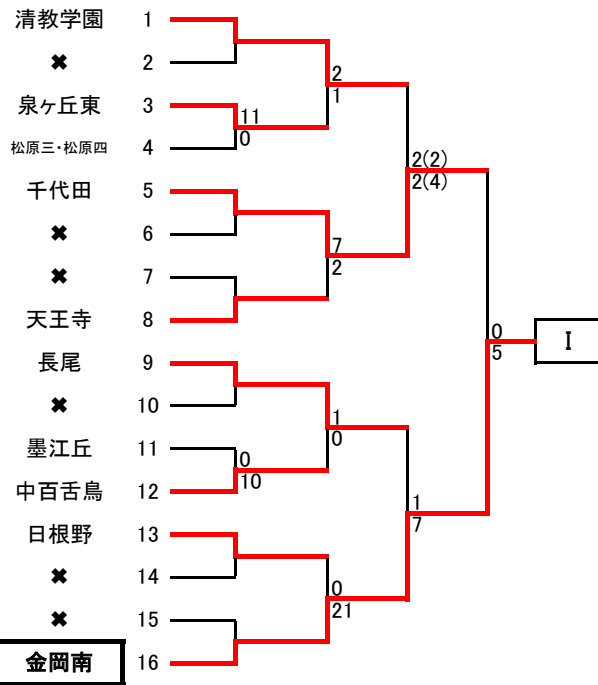 清教学園 1
✖ 2
2
1
泉ヶ丘東 3
11
0
松原三・松原四 4
2(2)
2(4)
千代田 5
✖ 6
7
2
✖ 7
天王寺 8
0
5
I
長尾 9
✖ 10
1
0
墨江丘 11
0
10
中百舌鳥 12
1
7
日根野 13
✖ 14
0
21
✖ 15
金岡南 16